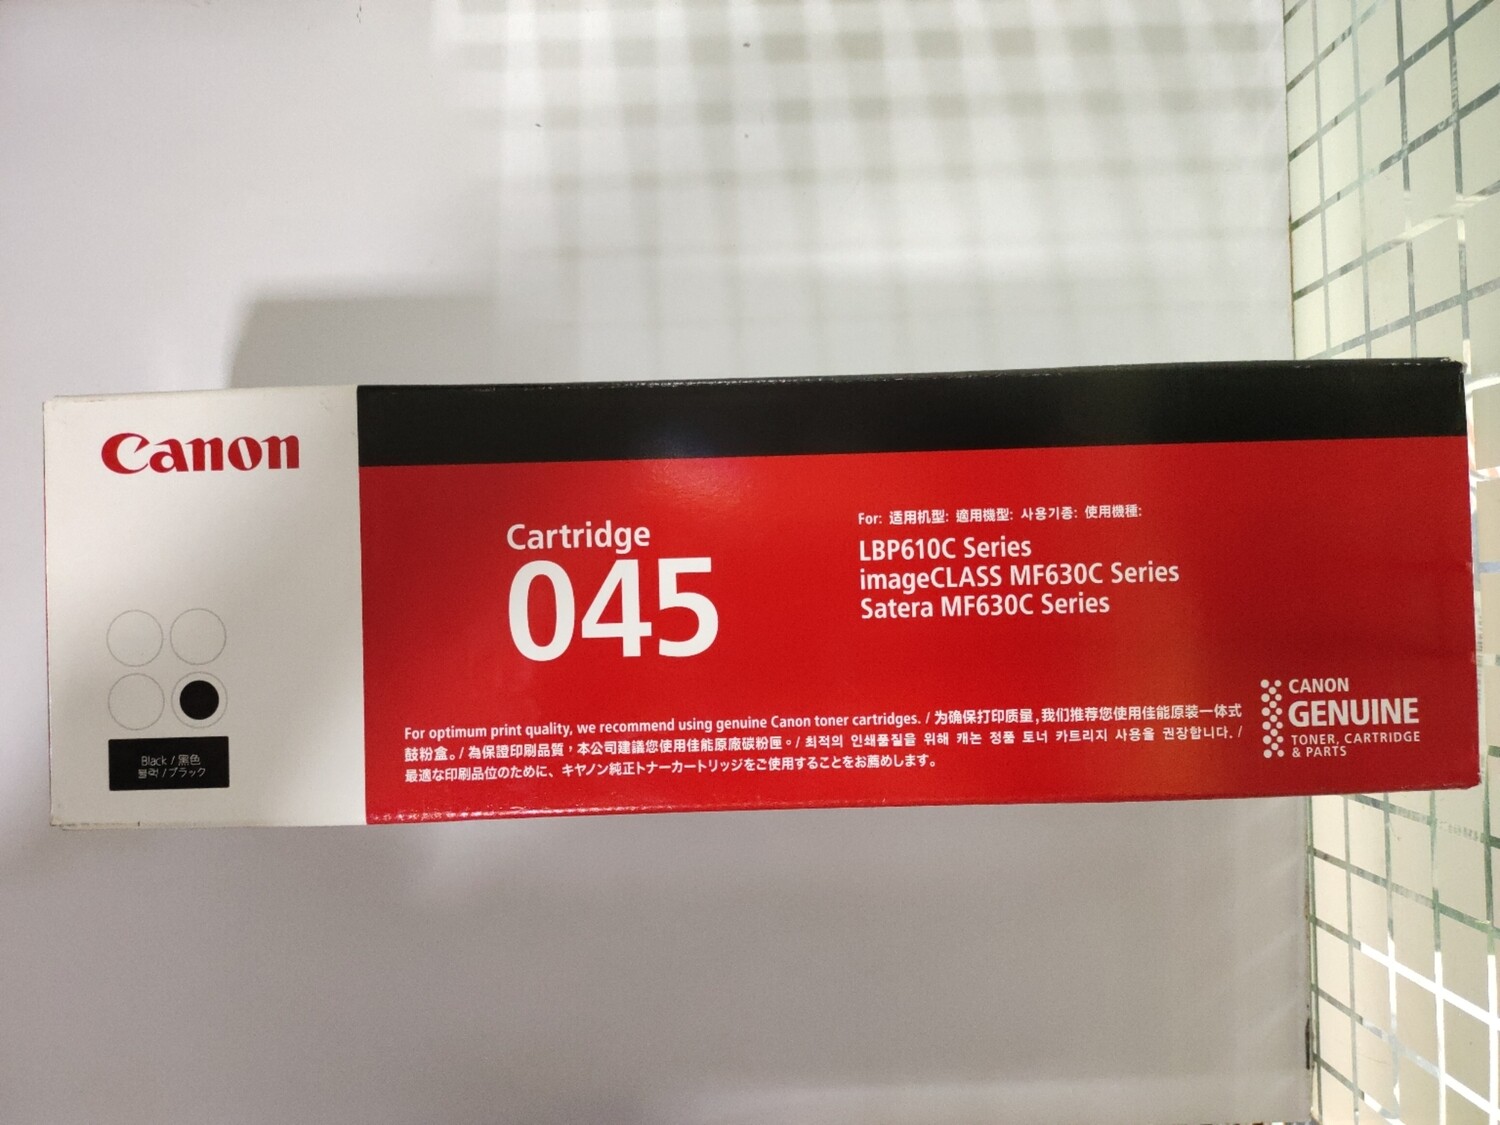 Canon
Black / 黑色
블랙 / ブラック
Cartridge
045
For: 适用机型: 適用機型: 사용기종: 使用機種:
LBP610C Series
imageCLASS MF630C Series
Satera MF630C Series
For optimum print quality, we recommend using genuine Canon toner cartridges. / 为确保打印质量,我们推荐您使用佳能原装一体式
鼓粉盒。/ 為保證印刷品質，本公司建議您使用佳能原廠碳粉匣。/ 최적의 인쇄품질을 위해 캐논 정품 토너 카트리지 사용을 권장합니다. /
最適な印刷品位のために、キヤノン純正トナーカートリッジをご使用することをお薦めします。
CANON
GENUINE
TONER, CARTRIDGE
& PARTS